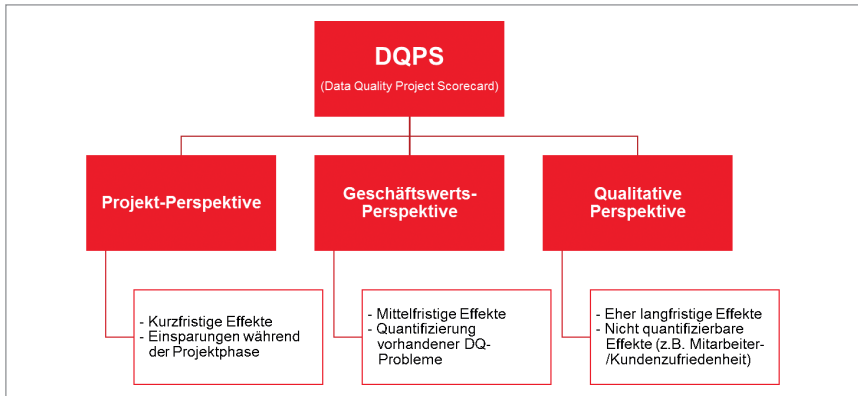 DQPS
(Data Quality Project Scorecard)
Projekt-Perspektive
Geschäftswerts-
Perspektive
Qualitative
Perspektive
- Kurzfristige Effekte
- Einsparungen während
der Projektphase
- Mittelfristige Effekte
- Quantifizierung
vorhandener DQ-
Probleme
- Eher langfristige Effekte
- Nicht quantifizierbare
Effekte (z.B. Mitarbeiter-
/Kundenzufriedenheit)